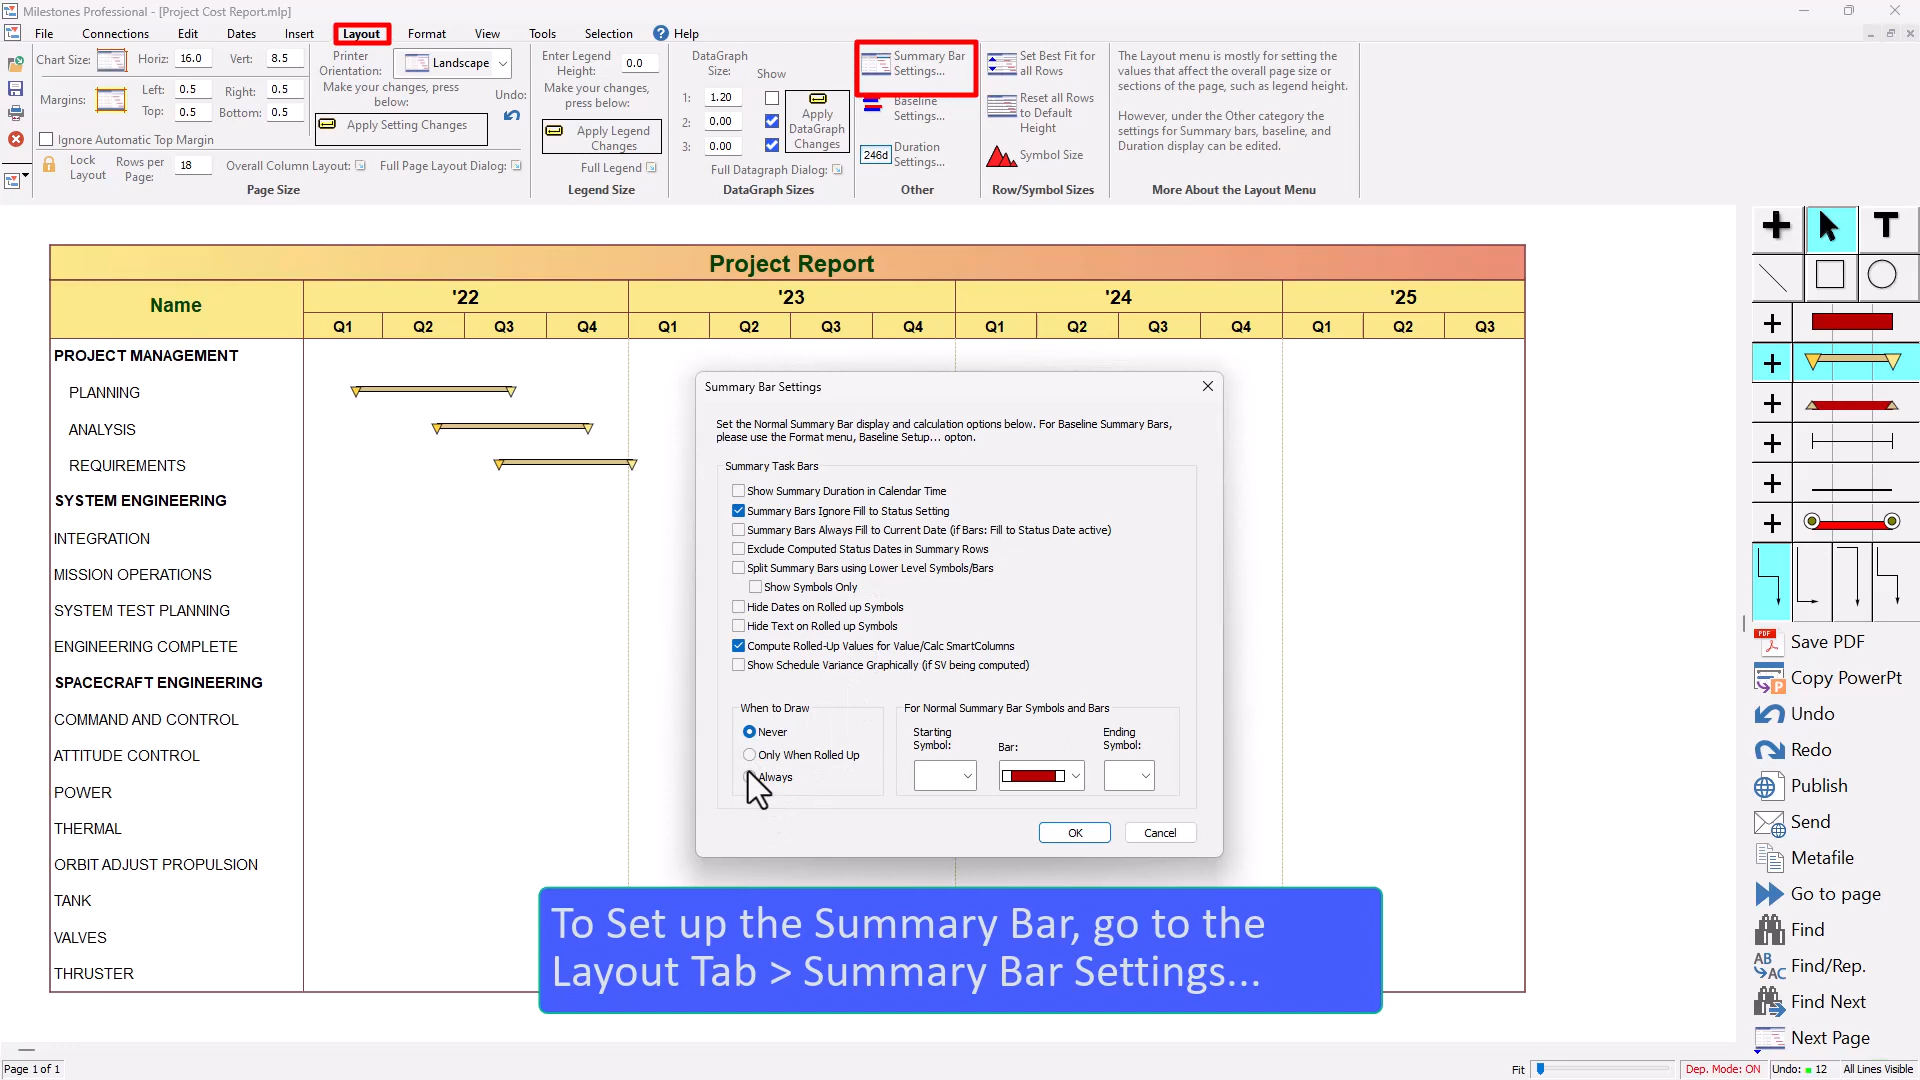 Milestones Professional - [Project Cost Report.mlp]
File Connections Edit Dates Insert Layout Format View Tools Selection Help
Chart Size: Horiz: 16.0 Vert: 8.5
Margins: Left: 0.5 Right: 0.5
Top: 0.5 Bottom: 0.5
Ignore Automatic Top Margin
Lock Layout
Rows per Page: 18
Overall Column Layout: Full Page Layout Dialog:
Page Size
Printer Orientation: Landscape
Make your changes, press below:
Undo:
Apply Setting Changes
Enter Legend Height: 0.0
Make your changes, press below:
Apply Legend Changes
Full Legend
Legend Size
DataGraph Size: Show
1: 1.20
2: 0.00
3: 0.00
Apply DataGraph Changes
Full Datagraph Dialog:
DataGraph Sizes
Summary Bar Settings...
Baseline Settings...
246d Duration Settings...
Other
Set Best Fit for all Rows
Reset all Rows to Default Height
Symbol Size
Row/Symbol Sizes
The Layout menu is mostly for setting the
values that affect the overall page size or
sections of the page, such as legend height.
However, under the Other category the
settings for Summary bars, baseline, and
Duration display can be edited.
More About the Layout Menu
Project Report
Name '22 '23 '24 '25
Q1 Q2 Q3 Q4 Q1 Q2 Q3 Q4 Q1 Q2 Q3 Q4 Q1 Q2 Q3
PROJECT MANAGEMENT
PLANNING
ANALYSIS
REQUIREMENTS
SYSTEM ENGINEERING
INTEGRATION
MISSION OPERATIONS
SYSTEM TEST PLANNING
ENGINEERING COMPLETE
SPACECRAFT ENGINEERING
COMMAND AND CONTROL
ATTITUDE CONTROL
POWER
THERMAL
ORBIT ADJUST PROPULSION
TANK
VALVES
THRUSTER
Summary Bar Settings
Set the Normal Summary Bar display and calculation options below. For Baseline Summary Bars,
please use the Format menu, Baseline Setup... opton.
Summary Task Bars
Show Summary Duration in Calendar Time
Summary Bars Ignore Fill to Status Setting
Summary Bars Always Fill to Current Date (if Bars: Fill to Status Date active)
Exclude Computed Status Dates in Summary Rows
Split Summary Bars using Lower Level Symbols/Bars
Show Symbols Only
Hide Dates on Rolled up Symbols
Hide Text on Rolled up Symbols
Compute Rolled-Up Values for Value/Calc SmartColumns
Show Schedule Variance Graphically (if SV being computed)
When to Draw
Never
Only When Rolled Up
Always
For Normal Summary Bar Symbols and Bars
Starting Symbol: Bar: Ending Symbol:
OK Cancel
To Set up the Summary Bar, go to the
Layout Tab > Summary Bar Settings...
T
PDF Save PDF
Copy PowerPt
Undo
Redo
Publish
Send
Metafile
Go to page
Find
AB AC Find/Rep.
Find Next
Next Page
Page 1 of 1 Fit Dep. Mode: ON Undo: 12 All Lines Visible